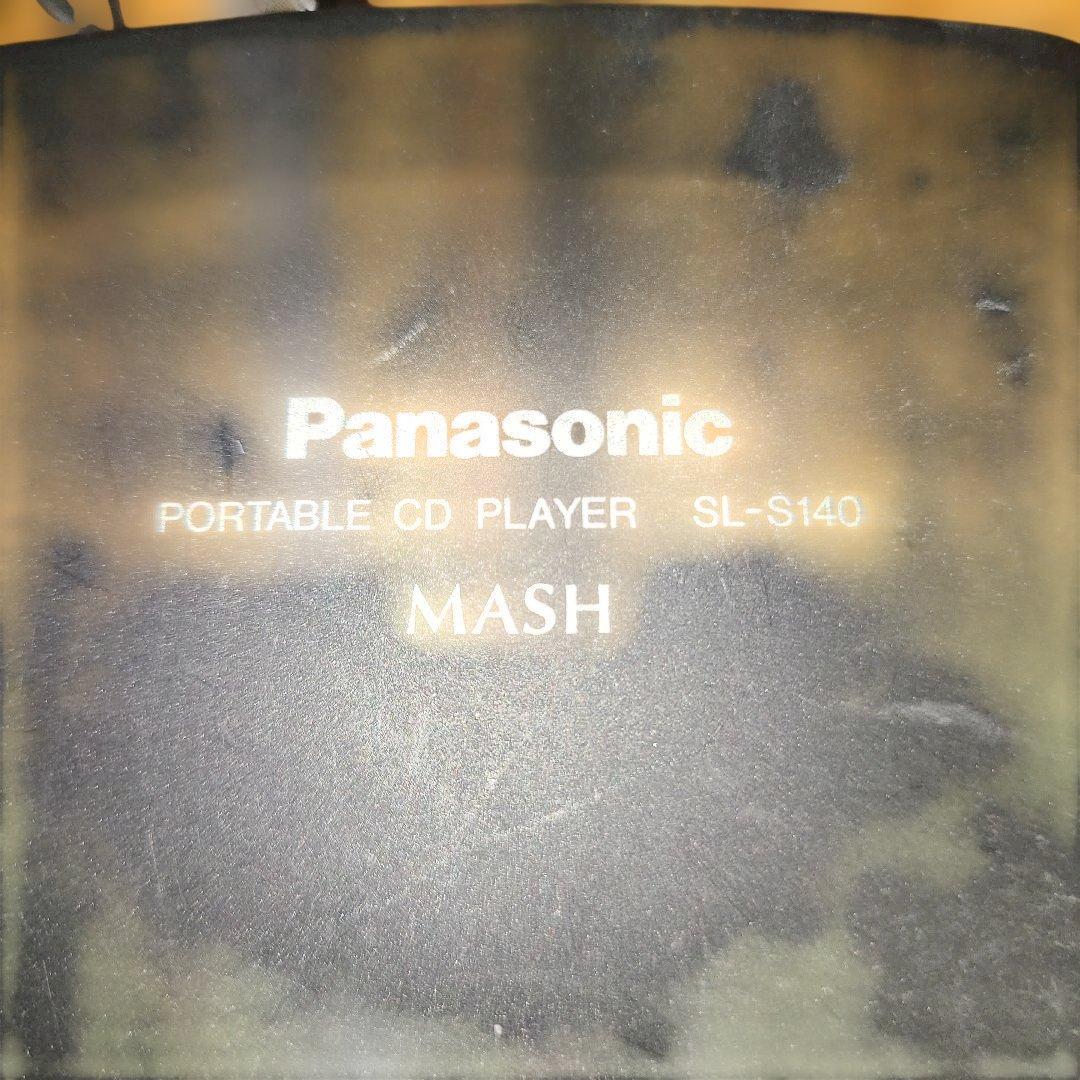 Panasonic
PORTABLE CD PLAYER SL-S140
MASH